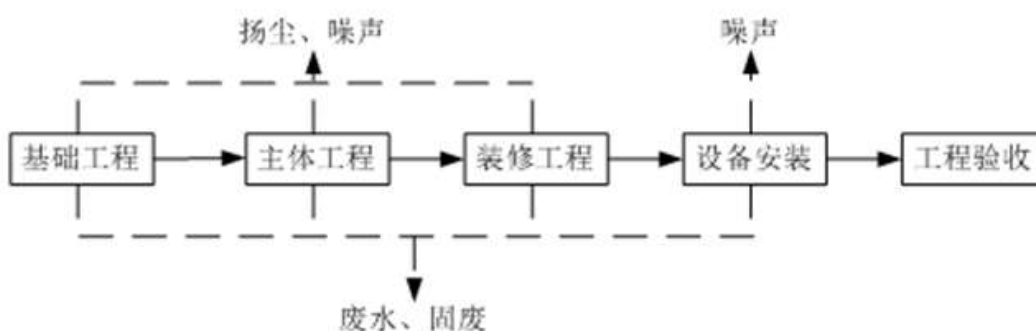 扬尘、噪声
噪声
基础工程
主体工程
装修工程
设备安装
工程验收
废水、固废